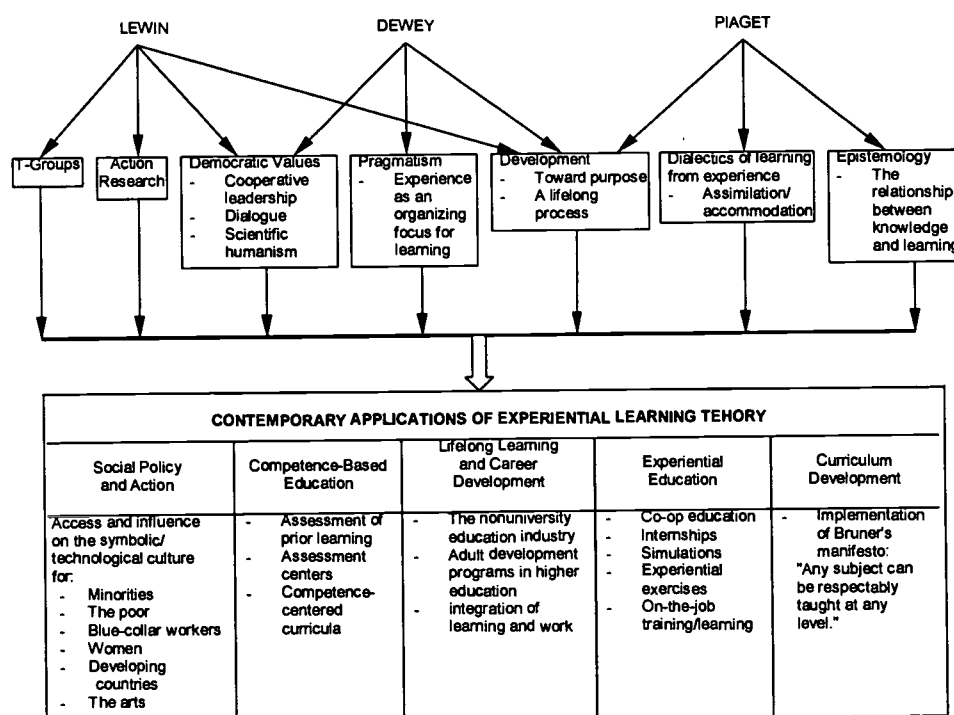 LEWIN
DEWEY
PIAGET
T-Groups
Action
Research
Democratic Values
- Cooperative
leadership
- Dialogue
- Scientific
humanism
Pragmatism
- Experience
as an
organizing
focus for
learning
Development
- Toward purpose
- A lifelong
process
Dialectics of learning
from experience
- Assimilation/
accommodation
Epistemology
- The
relationship
between
knowledge
and learning
CONTEMPORARY APPLICATIONS OF EXPERIENTIAL LEARNING TEHORY
Social Policy
and Action
Competence-Based
Education
Lifelong Learning
and Career
Development
Experiential
Education
Curriculum
Development
Access and influence
on the symbolic/
technological culture
for:
- Minorities
- The poor
- Blue-collar workers
- Women
- Developing
countries
- The arts
- Assessment of
prior learning
- Assessment
centers
- Competence-
centered
curricula
- The nonuniversity
education industry
- Adult development
programs in higher
education
- integration of
learning and work
- Co-op education
- Internships
- Simulations
- Experiential
exercises
- On-the-job
training/learning
- Implementation
of Bruner's
manifesto:
"Any subject can
be respectably
taught at any
level."